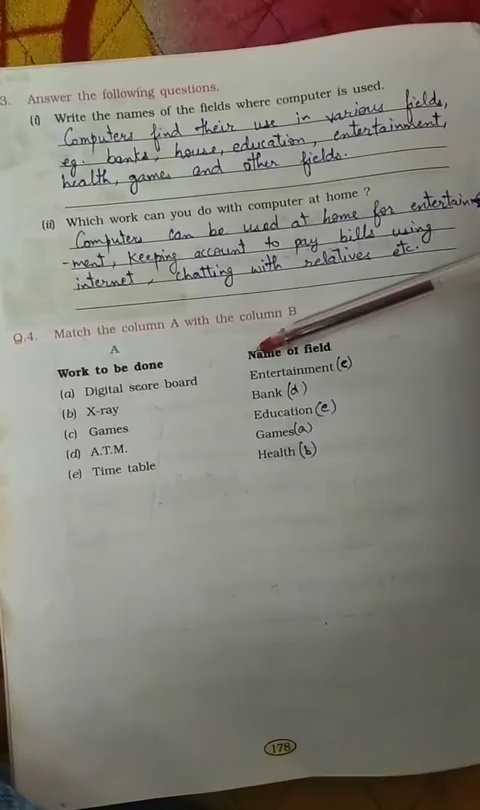 3. Answer the following questions.
(i) Write the names of the fields where computer is used.
Computers find their use in various fields,
eg. banks, house, education, entertainment,
health, games and other fields.
(ii) Which work can you do with computer at home ?
Computers can be used at home for entertain
-ment, keeping account to pay bills using
internet, chatting with relatives etc.
Q.4. Match the column A with the column B
A
Work to be done Name of field
(a) Digital score board Entertainment (c)
(b) X-ray Bank (d)
(c) Games Education (e)
(d) A.T.M. Games (a)
(e) Time table Health (b)
178